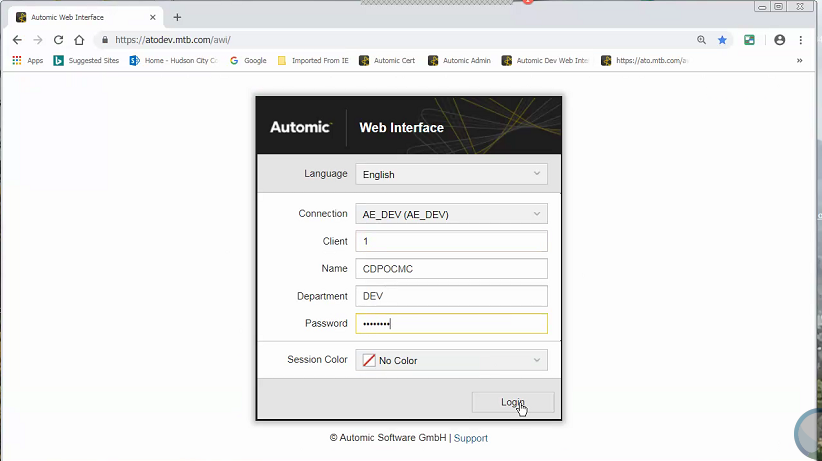 Automic Web Interface
https://atodev.mtb.com/awi/
Apps Suggested Sites Home - Hudson City C Google Imported From IE Automic Cert Automic Admin Automic Dev Web Inte https://ato.mtb.com/a
Automic Web Interface
Language English
Connection AE_DEV (AE_DEV)
Client 1
Name CDPOCMC
Department DEV
Password ••••••••
Session Color No Color
Login
© Automic Software GmbH | Support